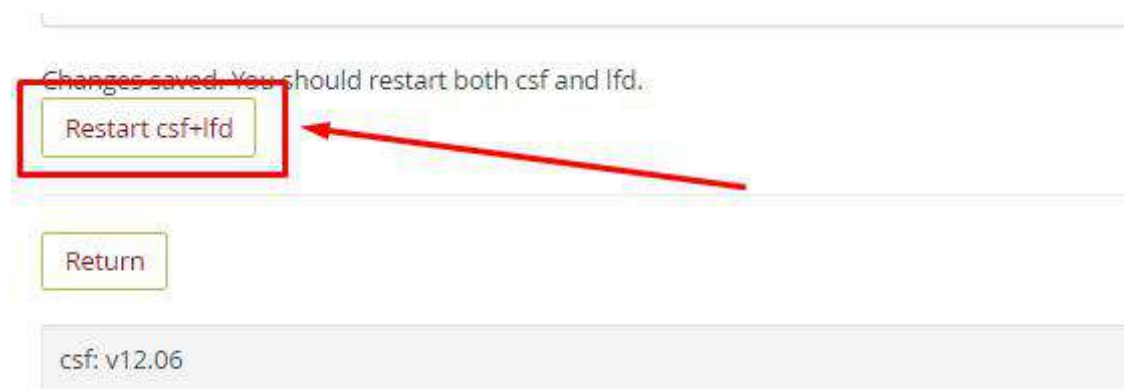 Changes saved. You should restart both csf and lfd.
Restart csf+lfd
Return
csf: v12.06